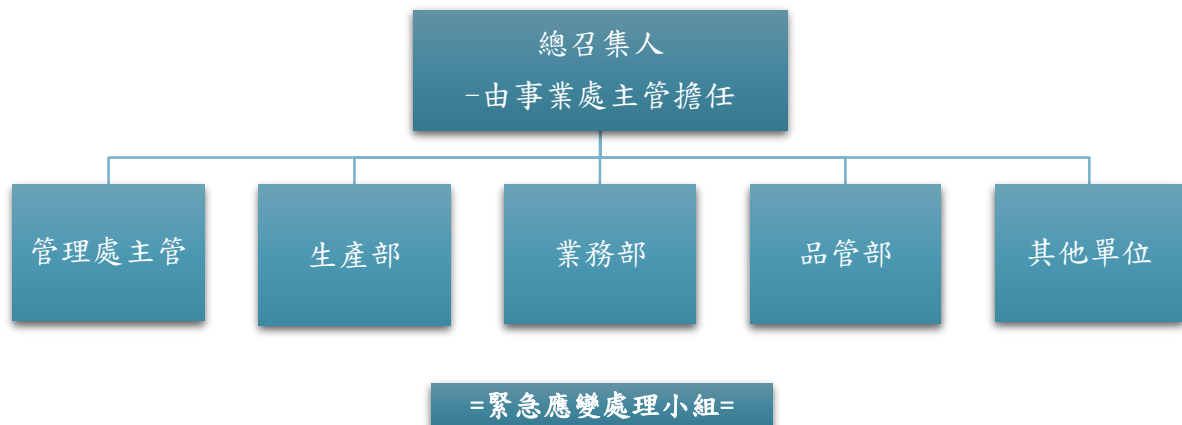 總召集人
-由事業處主管擔任
管理處主管
生產部
業務部
品管部
其他單位
=緊急應變處理小組=